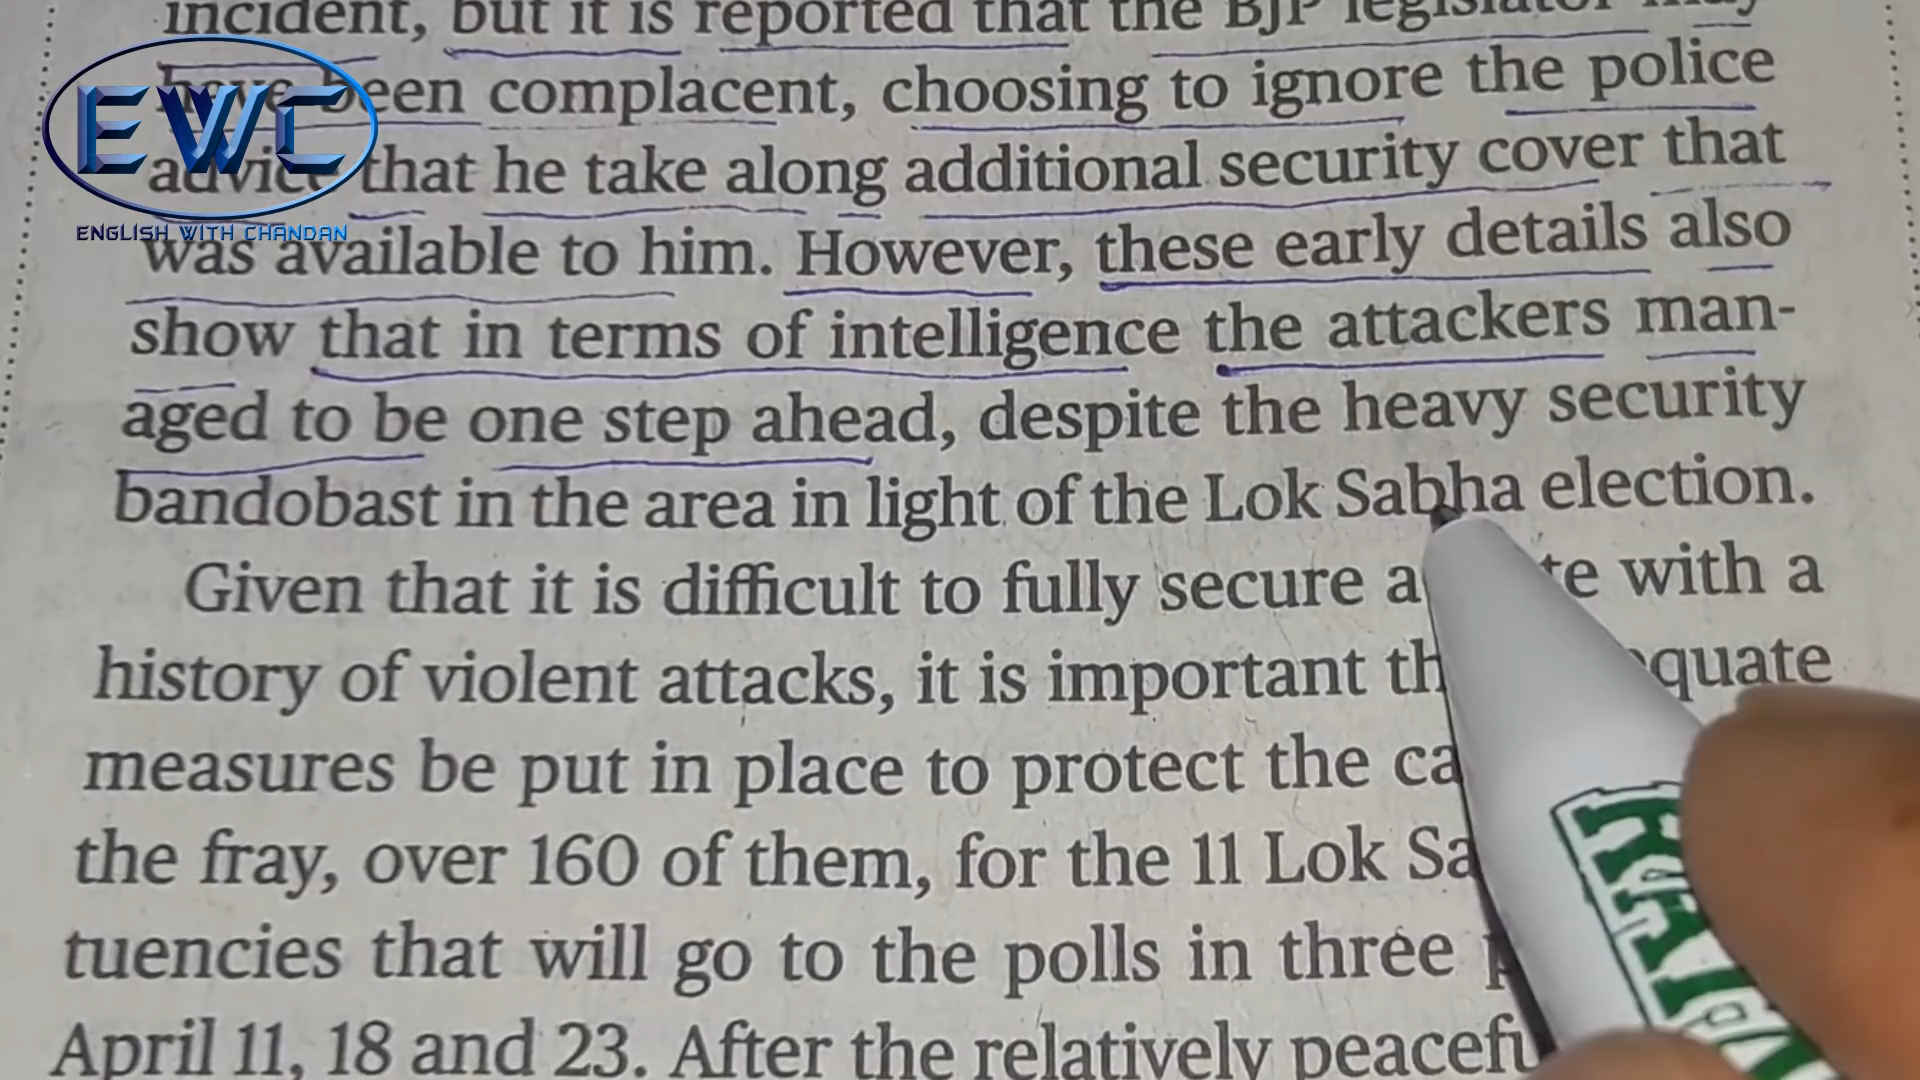 incident, but it is reported that the BJP legislator may
have been complacent, choosing to ignore the police
advice that he take along additional security cover that
was available to him. However, these early details also
show that in terms of intelligence the attackers man-
aged to be one step ahead, despite the heavy security
bandobast in the area in light of the Lok Sabha election.
Given that it is difficult to fully secure a with a
history of violent attacks, it is important
measures be put in place to protect the
the fray, over 160 of them, for the 11 Lok
tuencies that will go to the polls in three
April 11, 18 and 23. After the relatively
EWC
ENGLISH WITH CHANDAN